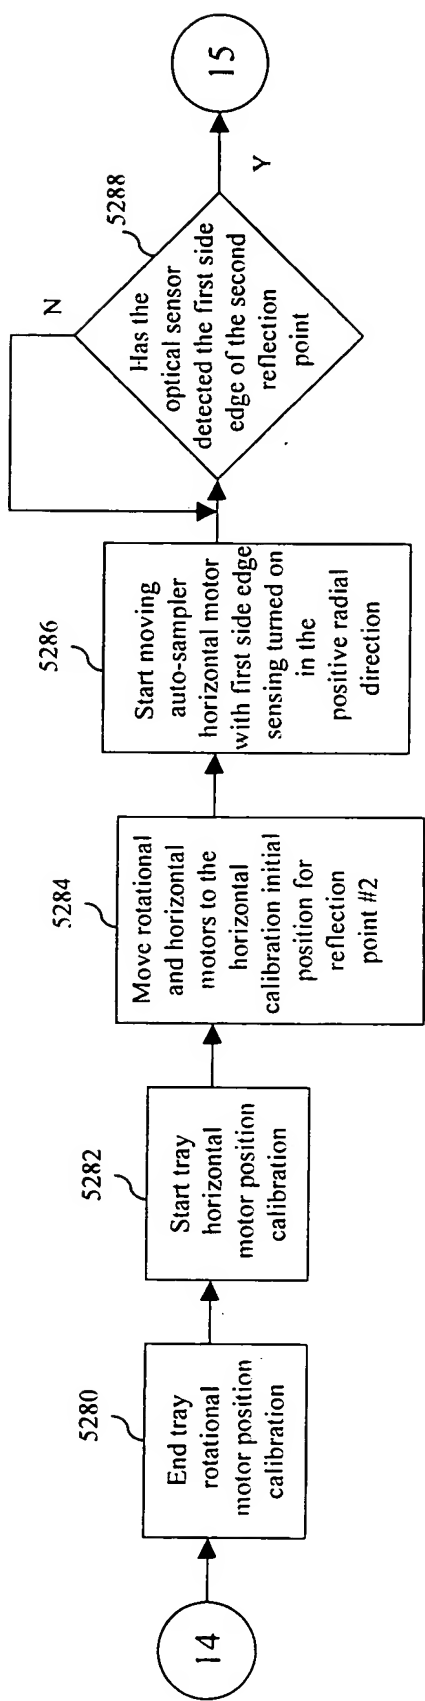 14
5280
End tray
rotational
motor position
calibration
5282
Start tray
horizontal
motor position
calibration
5284
Move rotational
and horizontal
motors to the
horizontal
calibration initial
position for
reflection
point #2
5286
Start moving
auto-sampler
horizontal motor
with first side edge
sensing turned on
in the
positive radial
direction
5288
Has the
optical sensor
detected the first side
edge of the second
reflection
point
N
Y
15